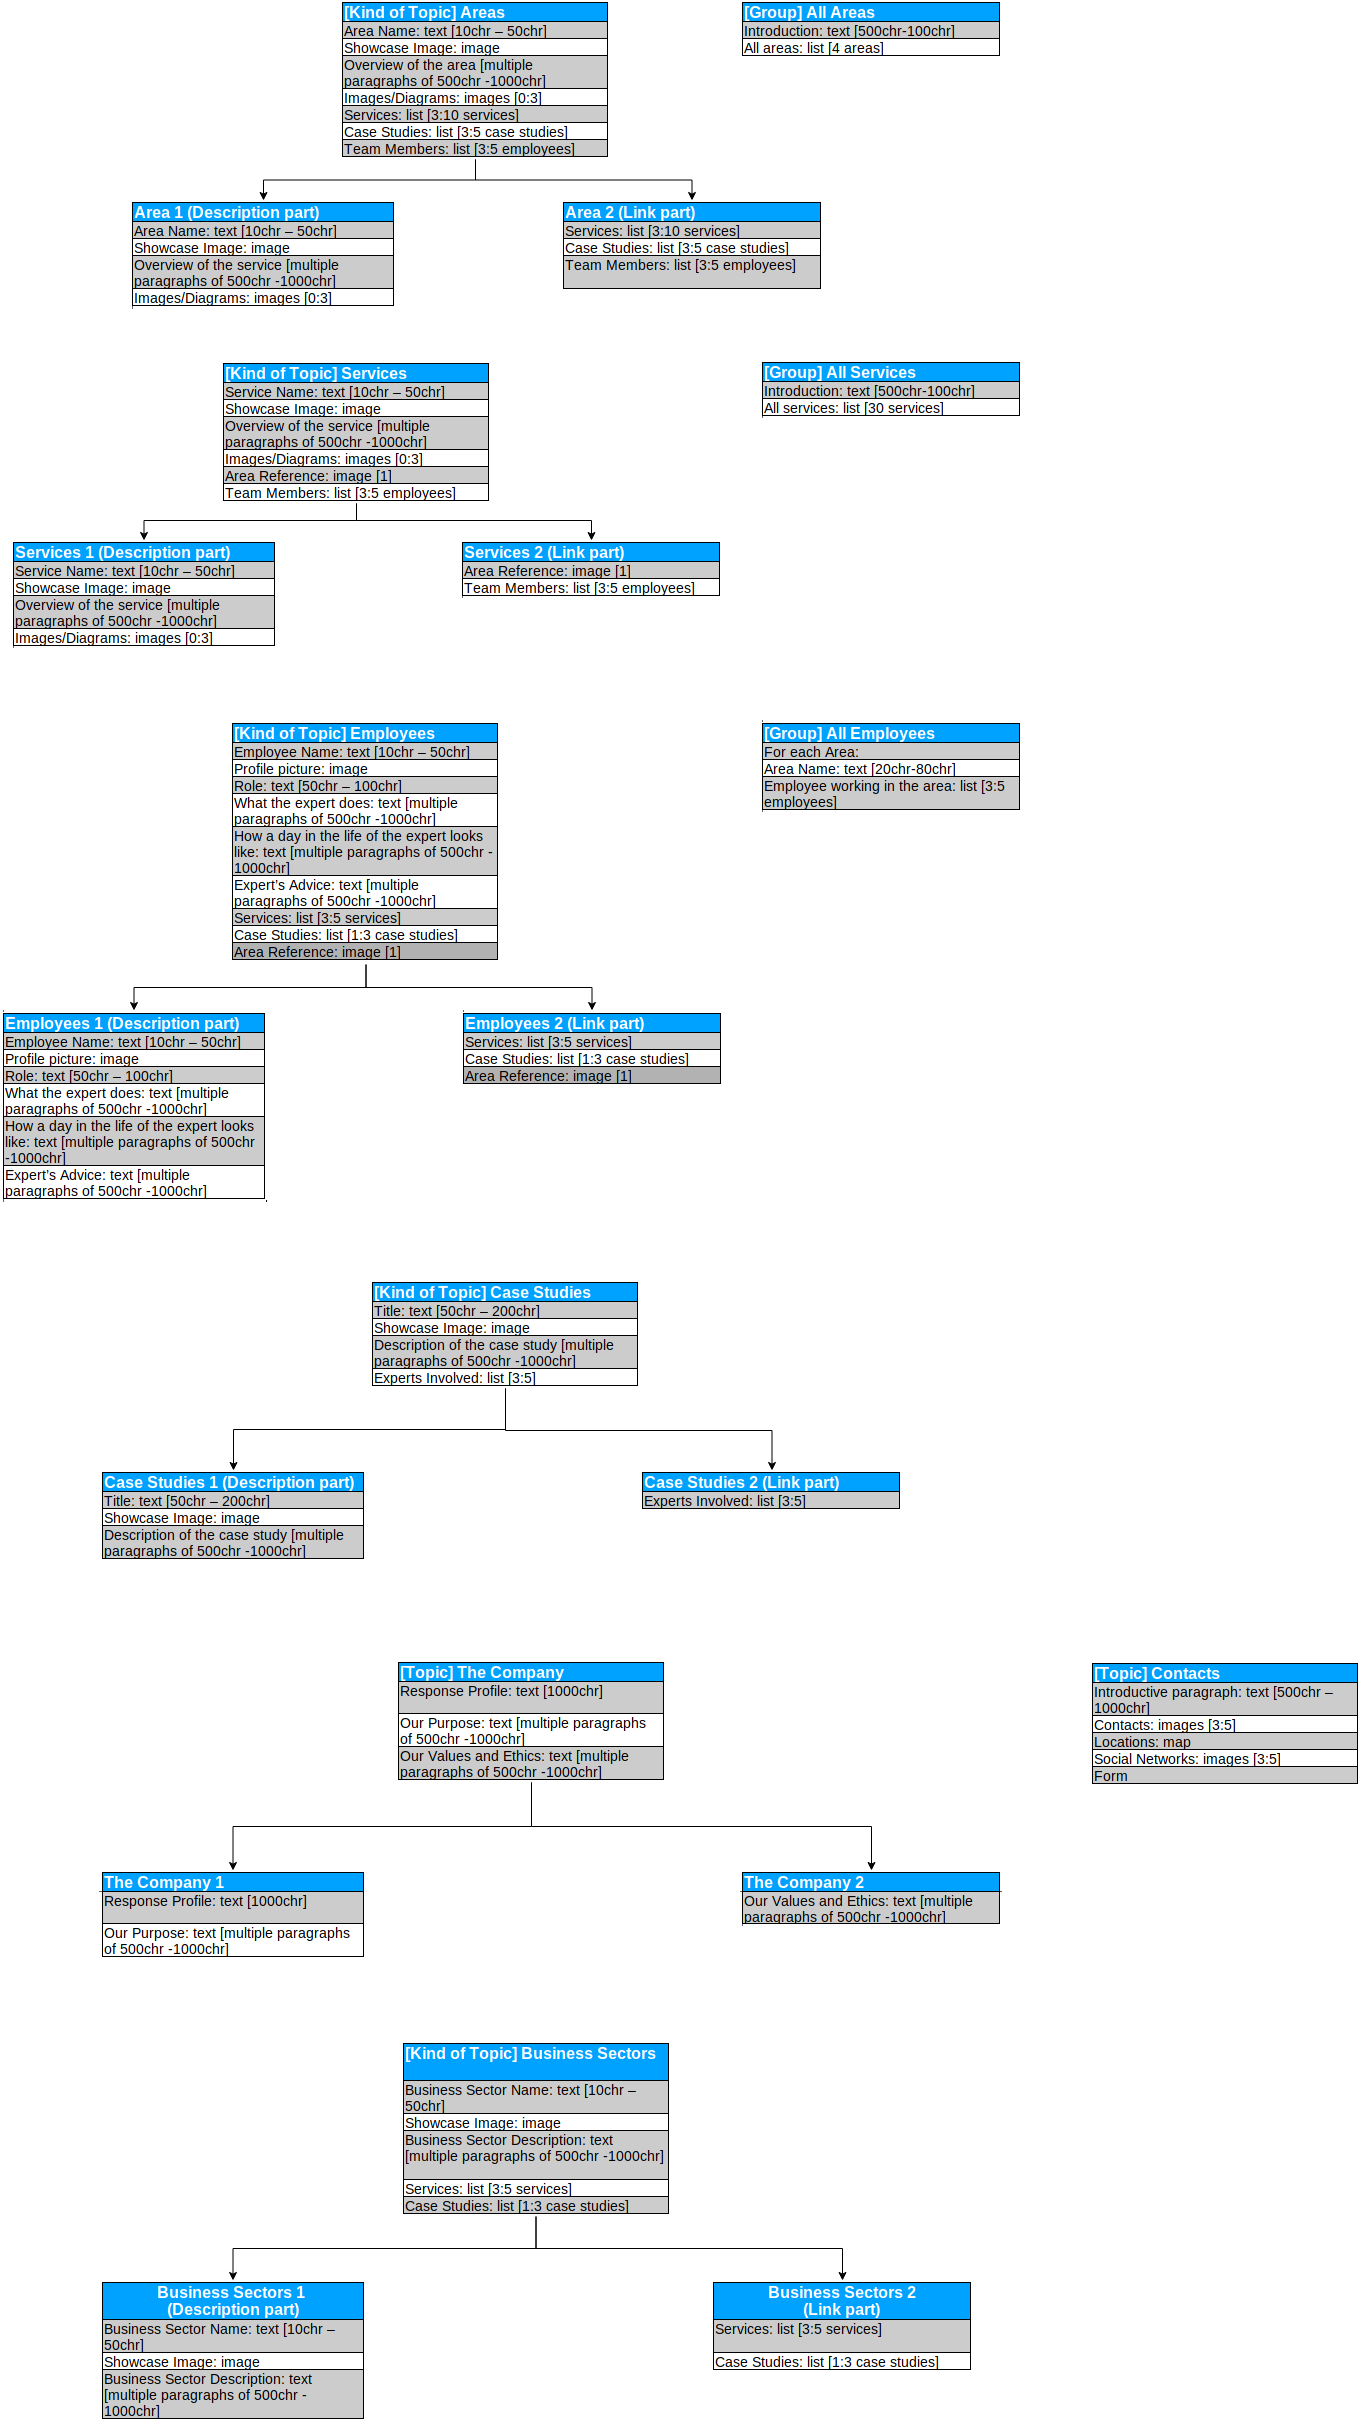 [Kind of Topic] Areas
Area Name: text [10chr – 50chr]
Showcase Image: image
Overview of the area [multiple
paragraphs of 500chr -1000chr]
Images/Diagrams: images [0:3]
Services: list [3:10 services]
Case Studies: list [3:5 case studies]
Team Members: list [3:5 employees]
[Group] All Areas
Introduction: text [500chr-100chr]
All areas: list [4 areas]
Area 1 (Description part)
Area Name: text [10chr – 50chr]
Showcase Image: image
Overview of the service [multiple
paragraphs of 500chr -1000chr]
Images/Diagrams: images [0:3]
Area 2 (Link part)
Services: list [3:10 services]
Case Studies: list [3:5 case studies]
Team Members: list [3:5 employees]
[Kind of Topic] Services
Service Name: text [10chr – 50chr]
Showcase Image: image
Overview of the service [multiple
paragraphs of 500chr -1000chr]
Images/Diagrams: images [0:3]
Area Reference: image [1]
Team Members: list [3:5 employees]
[Group] All Services
Introduction: text [500chr-100chr]
All services: list [30 services]
Services 1 (Description part)
Service Name: text [10chr – 50chr]
Showcase Image: image
Overview of the service [multiple
paragraphs of 500chr -1000chr]
Images/Diagrams: images [0:3]
Services 2 (Link part)
Area Reference: image [1]
Team Members: list [3:5 employees]
[Kind of Topic] Employees
Employee Name: text [10chr – 50chr]
Profile picture: image
Role: text [50chr – 100chr]
What the expert does: text [multiple
paragraphs of 500chr -1000chr]
How a day in the life of the expert looks
like: text [multiple paragraphs of 500chr -
1000chr]
Expert’s Advice: text [multiple
paragraphs of 500chr -1000chr]
Services: list [3:5 services]
Case Studies: list [1:3 case studies]
Area Reference: image [1]
[Group] All Employees
For each Area:
Area Name: text [20chr-80chr]
Employee working in the area: list [3:5
employees]
Employees 1 (Description part)
Employee Name: text [10chr – 50chr]
Profile picture: image
Role: text [50chr – 100chr]
What the expert does: text [multiple
paragraphs of 500chr -1000chr]
How a day in the life of the expert looks
like: text [multiple paragraphs of 500chr
-1000chr]
Expert’s Advice: text [multiple
paragraphs of 500chr -1000chr]
Employees 2 (Link part)
Services: list [3:5 services]
Case Studies: list [1:3 case studies]
Area Reference: image [1]
[Kind of Topic] Case Studies
Title: text [50chr – 200chr]
Showcase Image: image
Description of the case study [multiple
paragraphs of 500chr -1000chr]
Experts Involved: list [3:5]
Case Studies 1 (Description part)
Title: text [50chr – 200chr]
Showcase Image: image
Description of the case study [multiple
paragraphs of 500chr -1000chr]
Case Studies 2 (Link part)
Experts Involved: list [3:5]
[Topic] The Company
Response Profile: text [1000chr]
Our Purpose: text [multiple paragraphs
of 500chr -1000chr]
Our Values and Ethics: text [multiple
paragraphs of 500chr -1000chr]
[Topic] Contacts
Introductive paragraph: text [500chr –
1000chr]
Contacts: images [3:5]
Locations: map
Social Networks: images [3:5]
Form
The Company 1
Response Profile: text [1000chr]
Our Purpose: text [multiple paragraphs
of 500chr -1000chr]
The Company 2
Our Values and Ethics: text [multiple
paragraphs of 500chr -1000chr]
[Kind of Topic] Business Sectors
Business Sector Name: text [10chr –
50chr]
Showcase Image: image
Business Sector Description: text
[multiple paragraphs of 500chr -1000chr]
Services: list [3:5 services]
Case Studies: list [1:3 case studies]
Business Sectors 1
(Description part)
Business Sector Name: text [10chr –
50chr]
Showcase Image: image
Business Sector Description: text
[multiple paragraphs of 500chr -
1000chr]
Business Sectors 2
(Link part)
Services: list [3:5 services]
Case Studies: list [1:3 case studies]